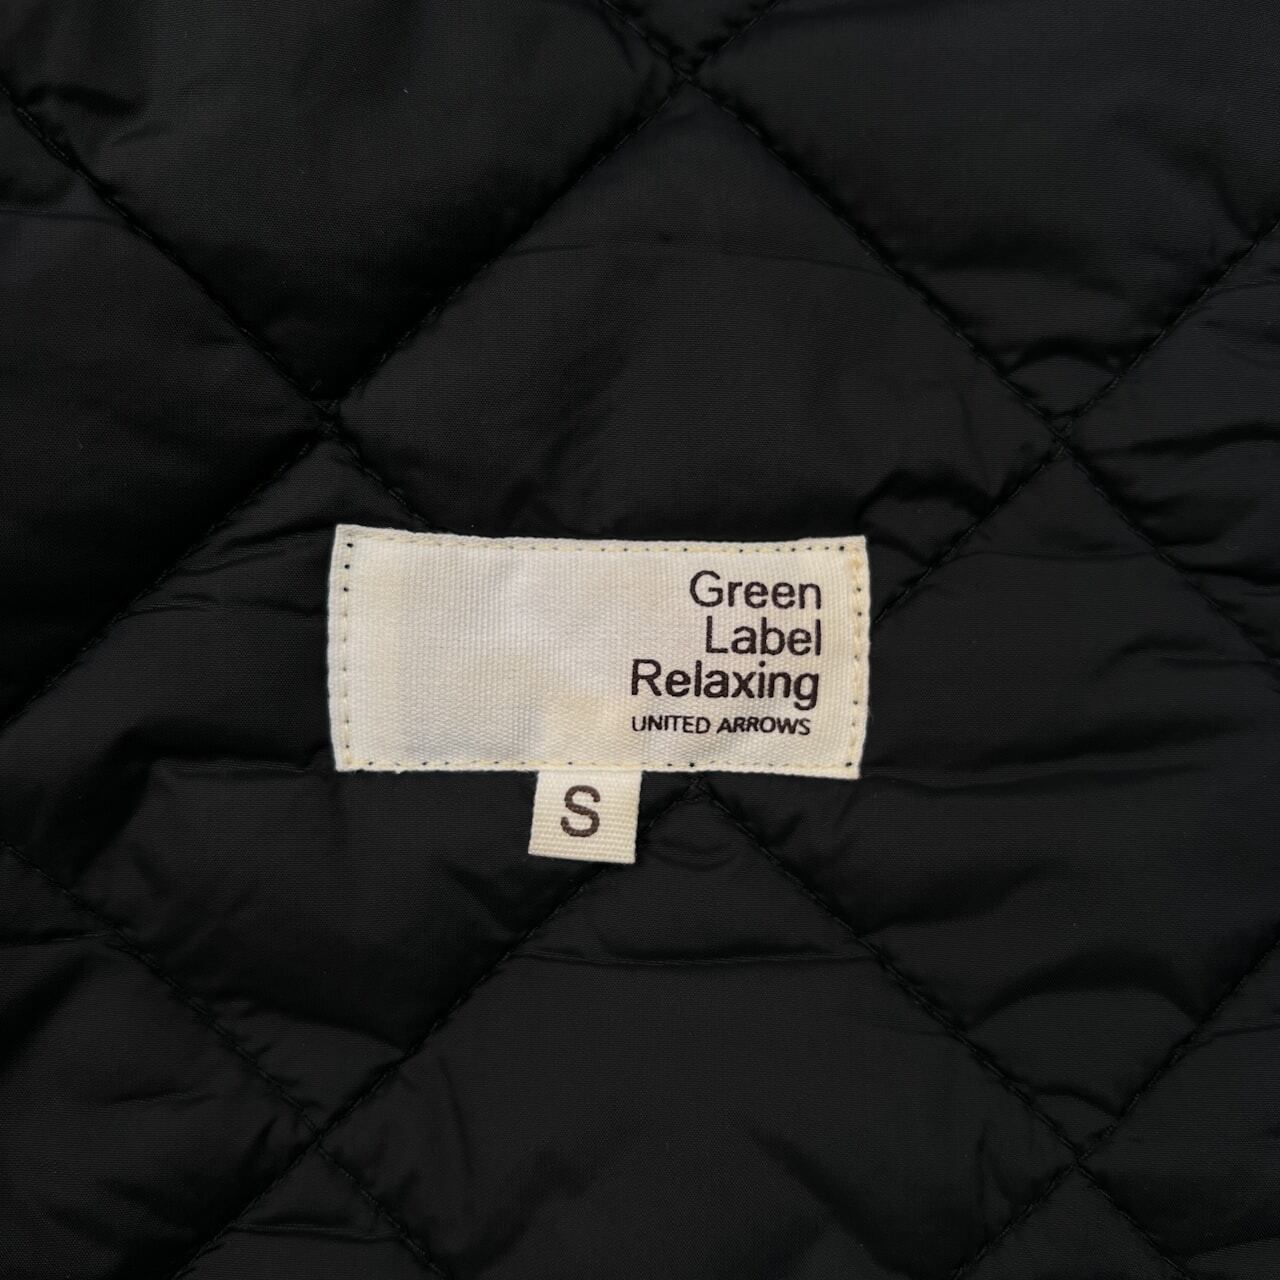 Green
Label
Relaxing
UNITED ARROWS
S